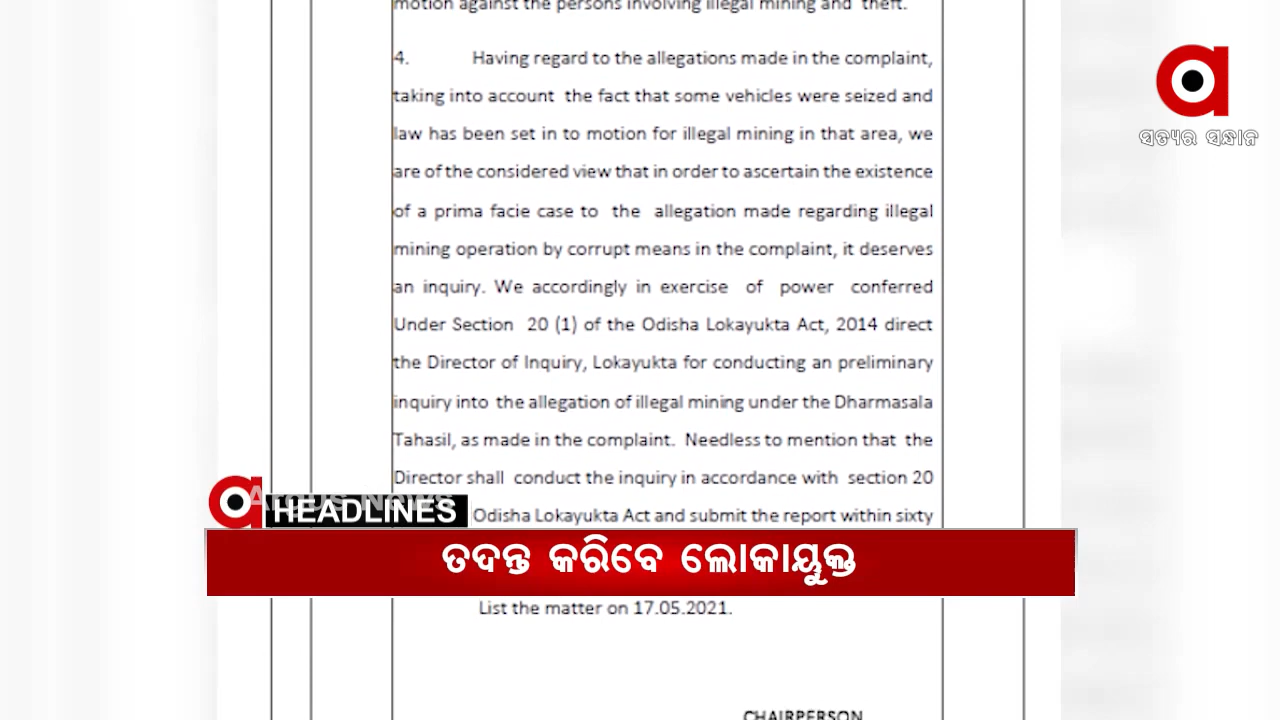 motion against the persons involving illegal mining and theft.
4. Having regard to the allegations made in the complaint,
taking into account the fact that some vehicles were seized and
law has been set in to motion for illegal mining in that area, we
are of the considered view that in order to ascertain the existence
of a prima facie case to the allegation made regarding illegal
mining operation by corrupt means in the complaint, it deserves
an inquiry. We accordingly in exercise of power conferred
Under Section 20 (1) of the Odisha Lokayukta Act, 2014 direct
the Director of Inquiry, Lokayukta for conducting an preliminary
inquiry into the allegation of illegal mining under the Dharmasala
Tahasil, as made in the complaint. Needless to mention that the
Director shall conduct the inquiry in accordance with section 20
Odisha Lokayukta Act and submit the report within sixty
List the matter on 17.05.2021.
CHAIRPERSON
a
ସତ୍ୟର ସନ୍ଧାନ
Argus News
HEADLINES
ତଦନ୍ତ କରିବେ ଲୋକାୟୁକ୍ତ